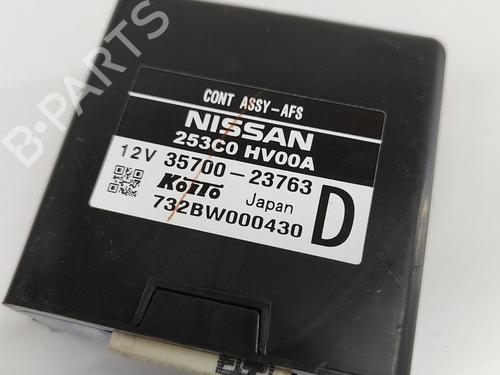 CONT ASSY-AFS
NISSAN
253C0 HV00A
12V 35700-23763
KOITO Japan
732BW000430
D
B-PARTS